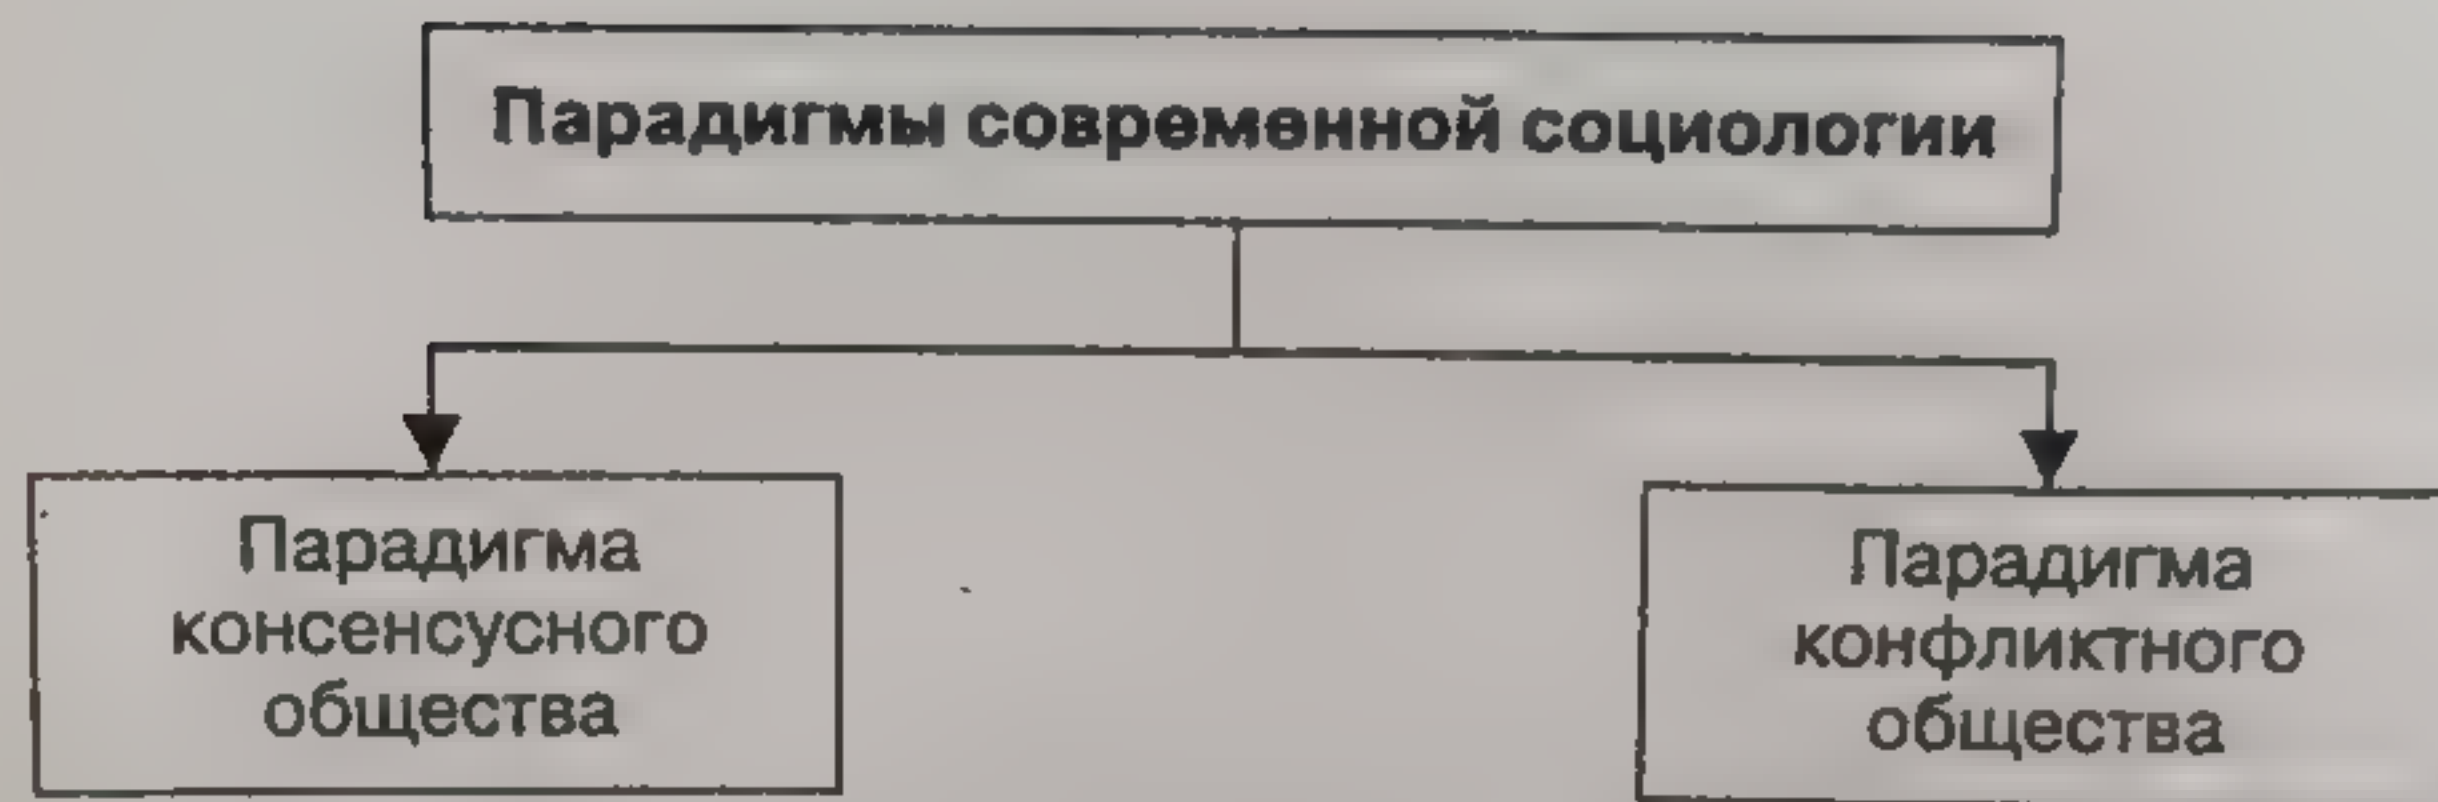 Парадигмы современной социологии
Парадигма
консенсусного
общества
Парадигма
конфликтного
общества